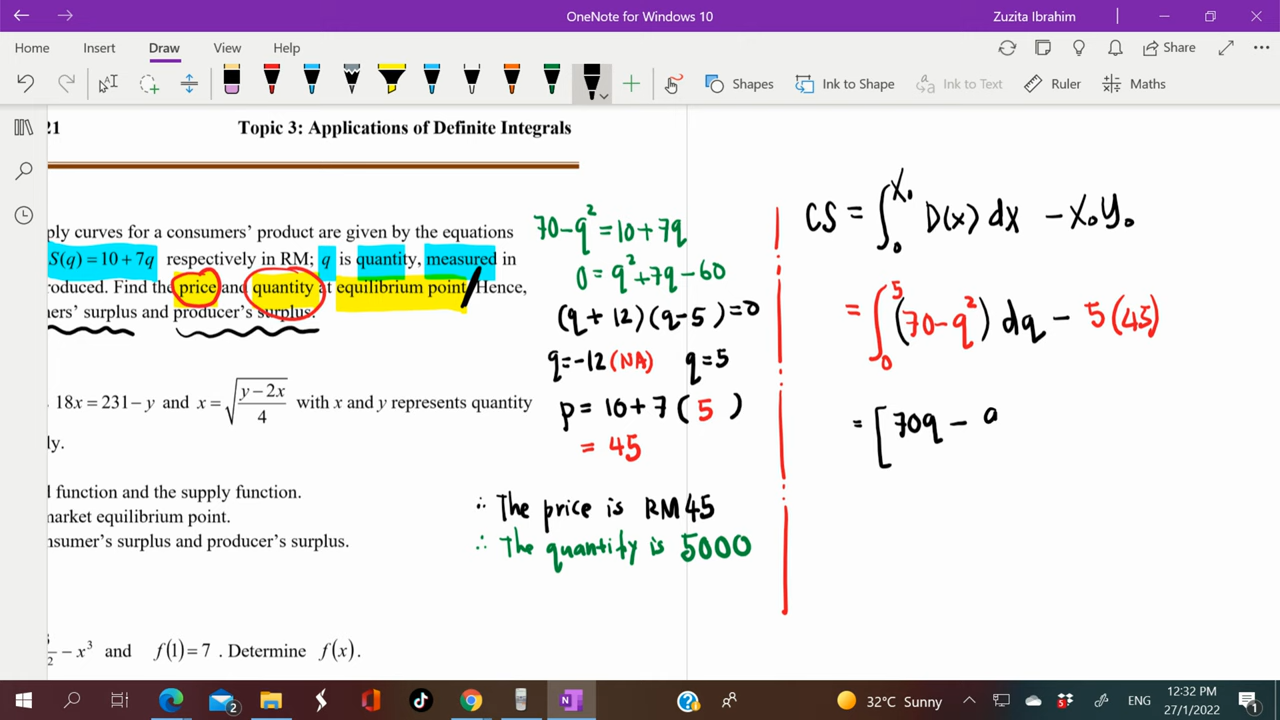 OneNote for Windows 10
Zuzita Ibrahim
Home Insert Draw View Help
Share
Shapes Ink to Shape Ink to Text Ruler Maths
21 Topic 3: Applications of Definite Integrals
ply curves for a consumers' product are given by the equations
S(q) = 10 + 7q respectively in RM; q is quantity, measured in
roduced. Find the price and quantity at equilibrium point. Hence,
ers' surplus and producer's surplus.
18x = 231 − y and x = √((y − 2x)/4) with x and y represents quantity
ly.
l function and the supply function.
narket equilibrium point.
nsumer's surplus and producer's surplus.
− x³ and f(1) = 7 . Determine f(x).
70 − q² = 10 + 7q
0 = q² + 7q − 60
(q + 12)(q − 5) = 0
q = −12 (NA) q = 5
p = 10 + 7 ( 5 )
= 45
∴ The price is RM 45
∴ The quantity is 5000
CS = ∫₀^X₀ D(x) dx − X₀Y₀
= ∫₀^5 (70 − q²) dq − 5(45)
= [70q −
32°C Sunny
ENG
12:32 PM
27/1/2022